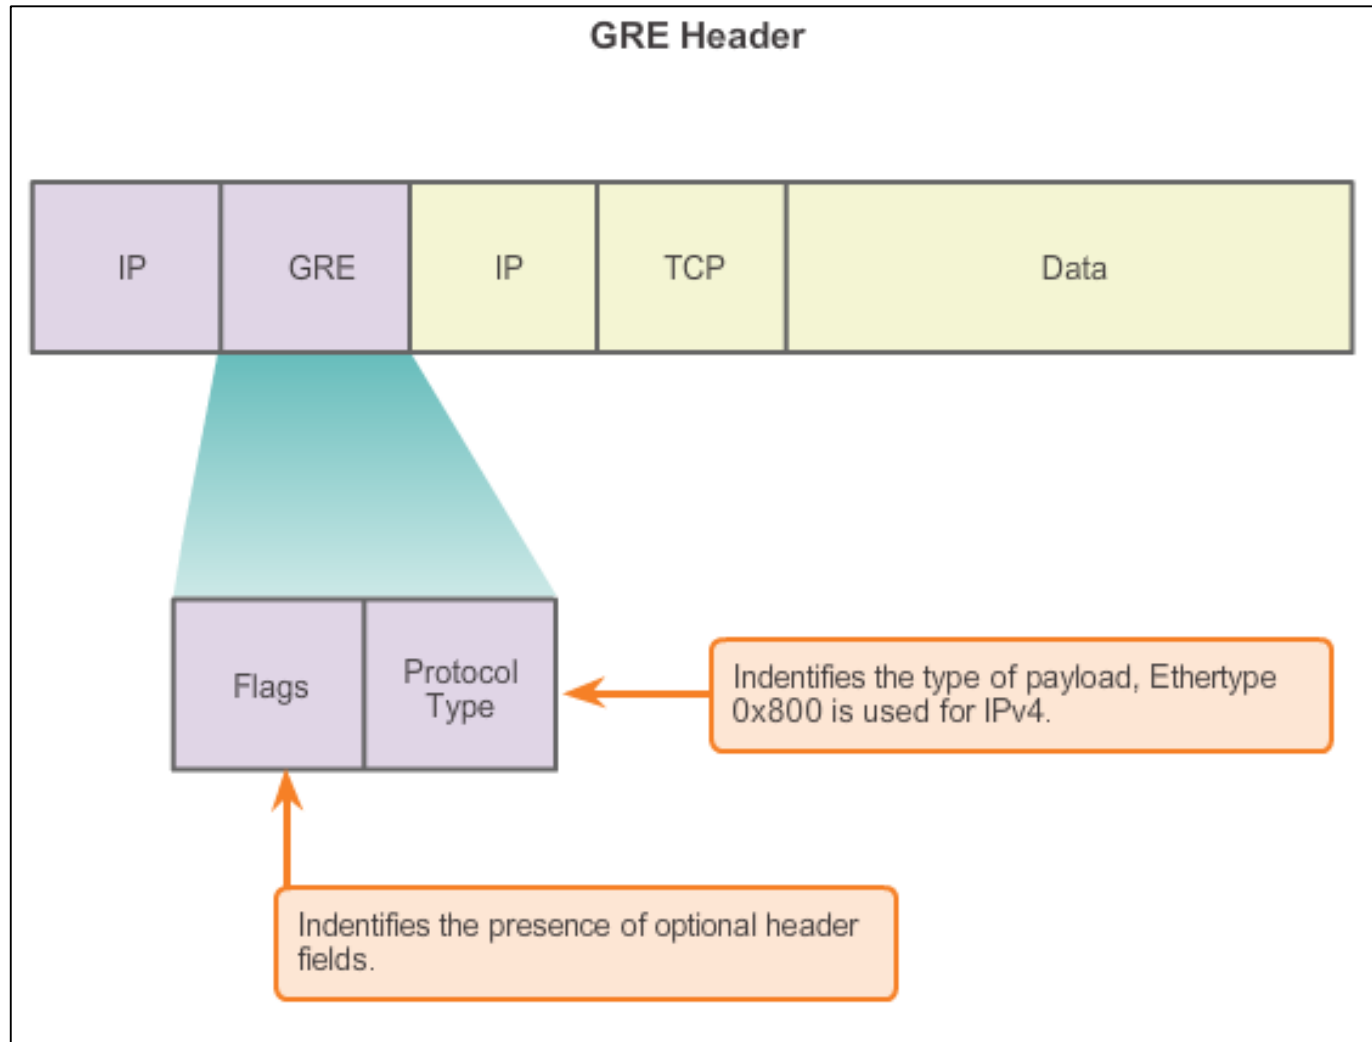 GRE Header
IP
GRE
IP
TCP
Data
Flags
Protocol
Type
Indentifies the type of payload, Ethertype
0x800 is used for IPv4.
Indentifies the presence of optional header
fields.